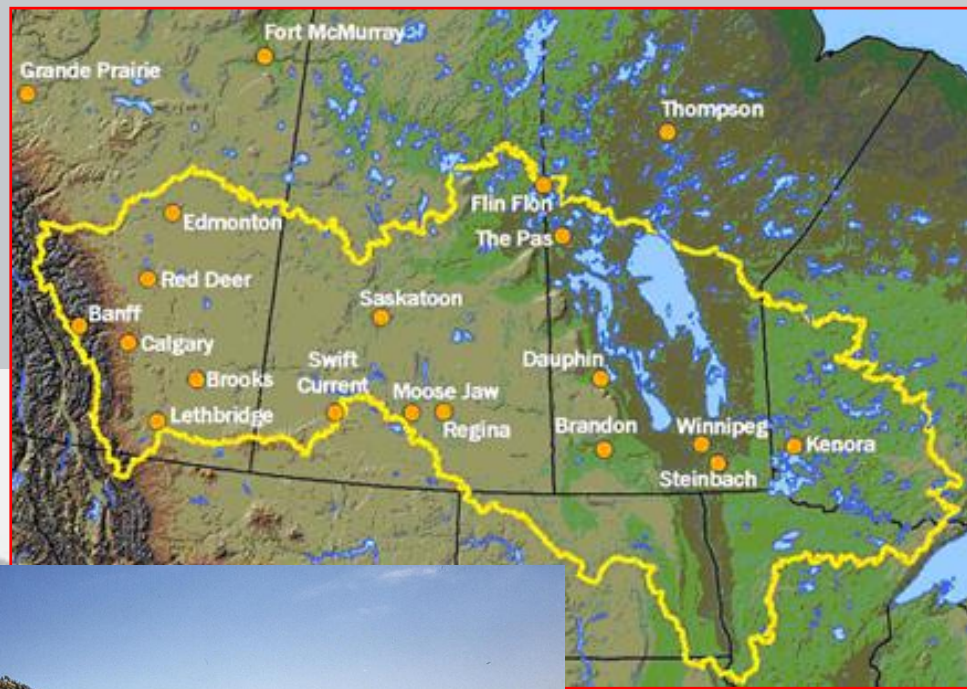 Fort McMurray
Grande Prairie
Thompson
Flin Flon
Edmonton
The Pas
Red Deer
Saskatoon
Banff
Calgary
Swift
Current
Dauphin
Brooks
Moose Jaw
Lethbridge
Regina
Brandon
Winnipeg
Kenora
Steinbach